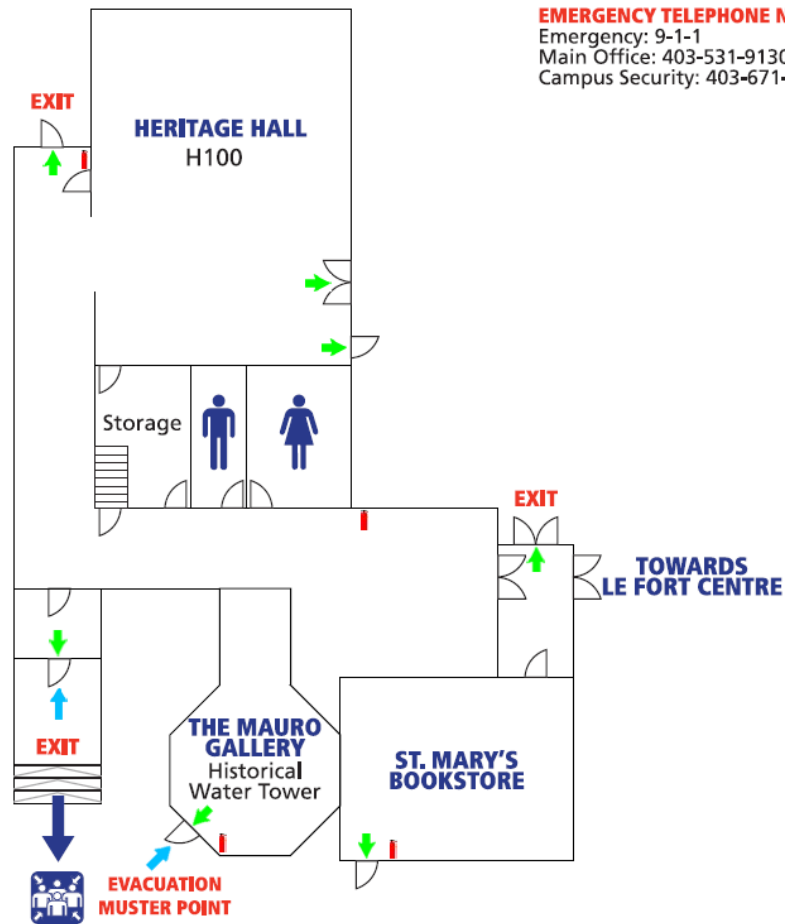 EMERGENCY TELEPHONE
Emergency: 9-1-1
Main Office: 403-531-9130
Campus Security: 403-671-
EXIT
HERITAGE HALL
H100
Storage
EXIT
TOWARDS
LE FORT CENTRE
THE MAURO
GALLERY
Historical
Water Tower
EXIT
ST. MARY'S
BOOKSTORE
EVACUATION
MUSTER POINT